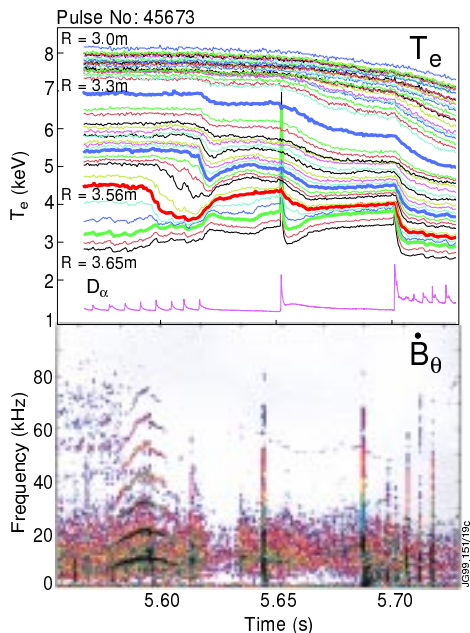 Pulse No: 45673
R = 3.0m
Te
R = 3.3m
R = 3.56m
R = 3.65m
Dα
8
7
6
5
4
3
2
1
Te (keV)
Ḃθ
80
60
40
20
0
Frequency (kHz)
5.60
5.65
5.70
Time (s)
JG99.151/19c